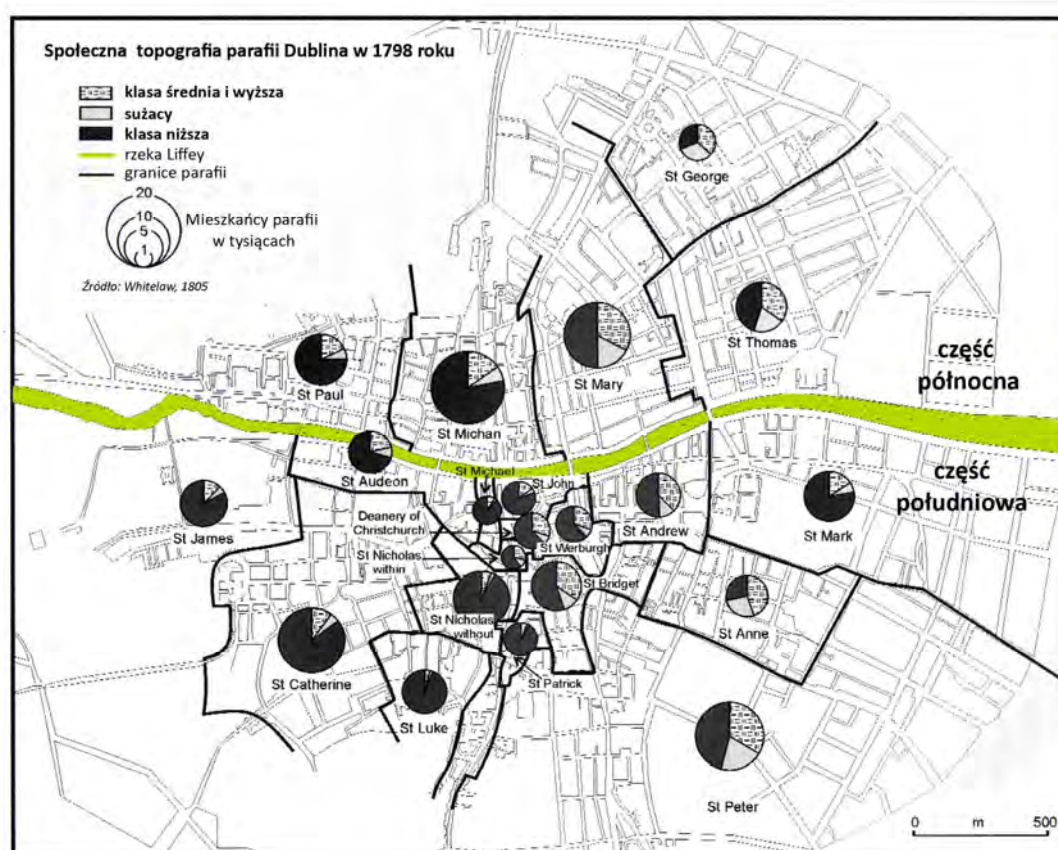 Społeczna topografia parafii Dublina w 1798 roku
klasa średnia i wyższa
sużacy
klasa niższa
rzeka Liffey
granice parafii
20
10
5
1
Mieszkańcy parafii
w tysiącach
Źródło: Whitelaw, 1805
St George
St Thomas
St Mary
część
północna
St Paul
St Michan
St Audeon
St Michael
St John
część
południowa
St James
Deanery of
Christchurch
St Nicholas
within
St Werburgh
St Andrew
St Mark
St Bridget
St Nicholas
without
St Anne
St Catherine
St Luke
St Patrick
St Peter
0 m 500